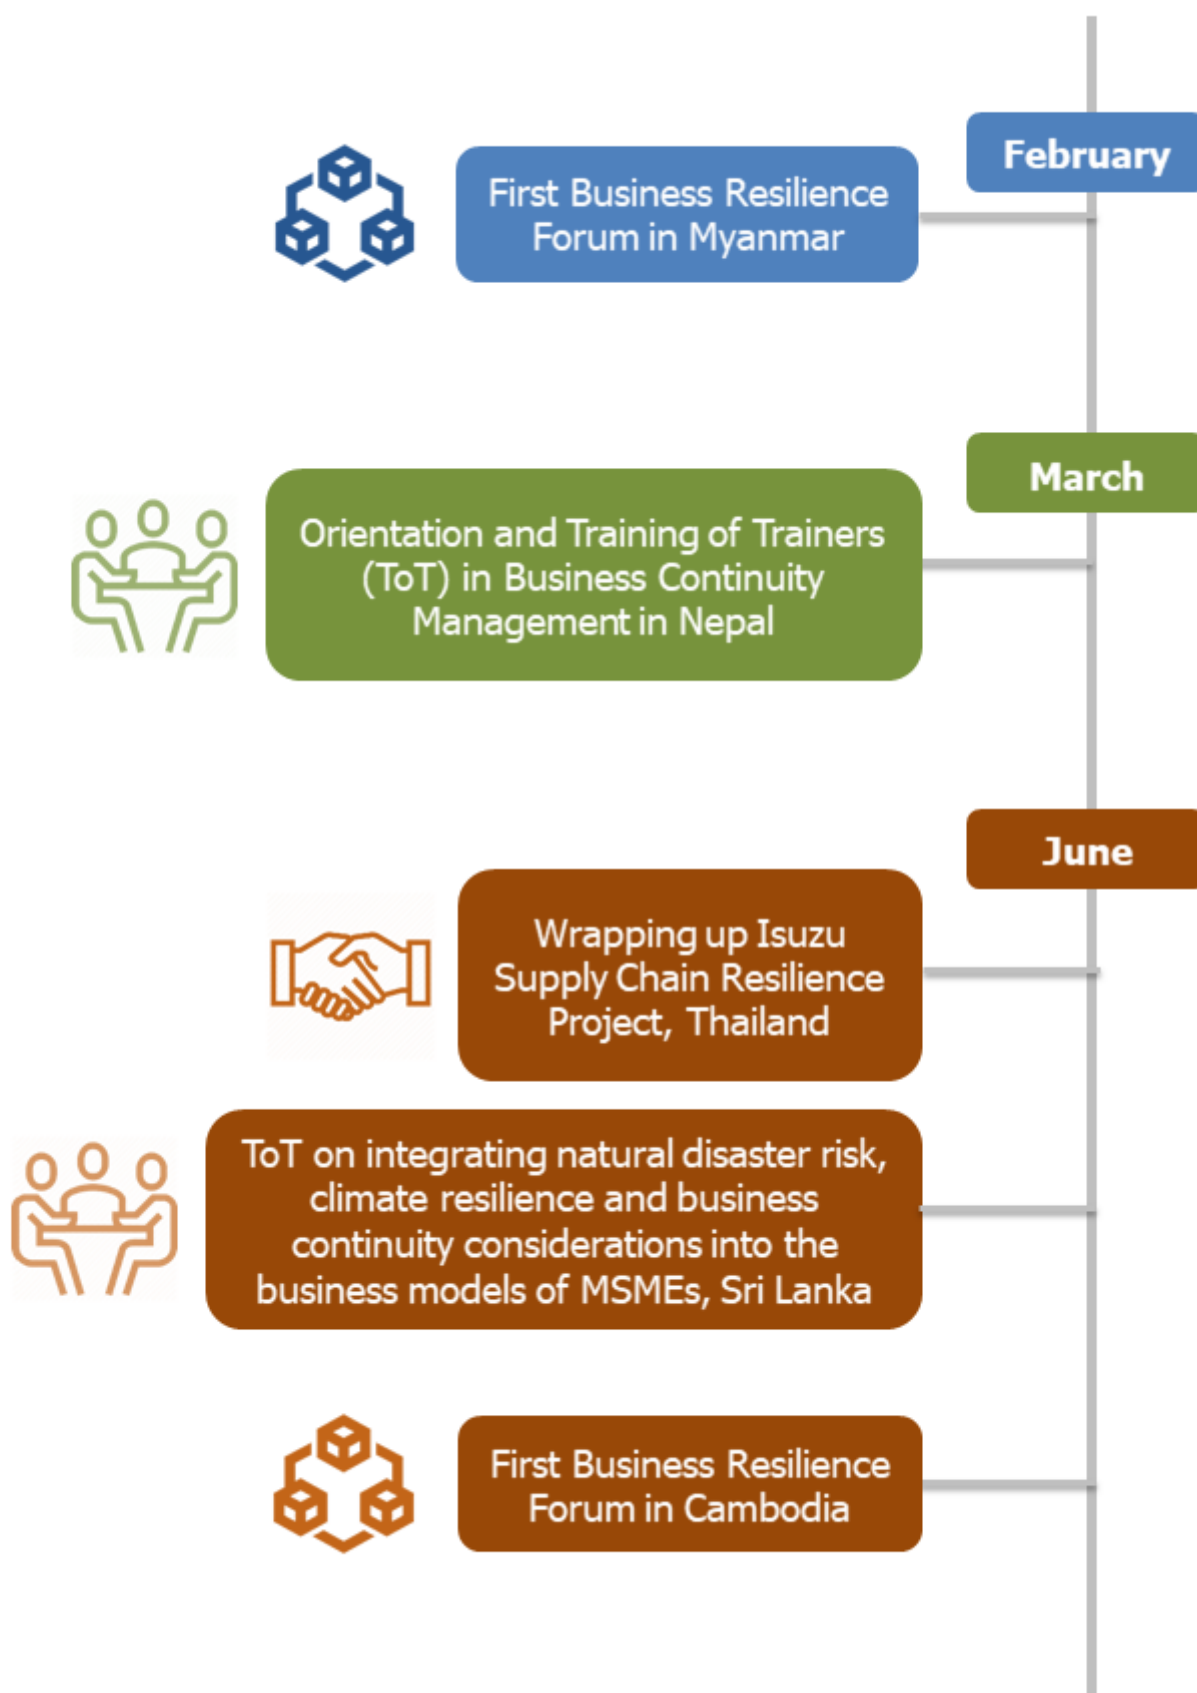 February
First Business Resilience
Forum in Myanmar
March
Orientation and Training of Trainers
(ToT) in Business Continuity
Management in Nepal
June
Wrapping up Isuzu
Supply Chain Resilience
Project, Thailand
ToT on integrating natural disaster risk,
climate resilience and business
continuity considerations into the
business models of MSMEs, Sri Lanka
First Business Resilience
Forum in Cambodia